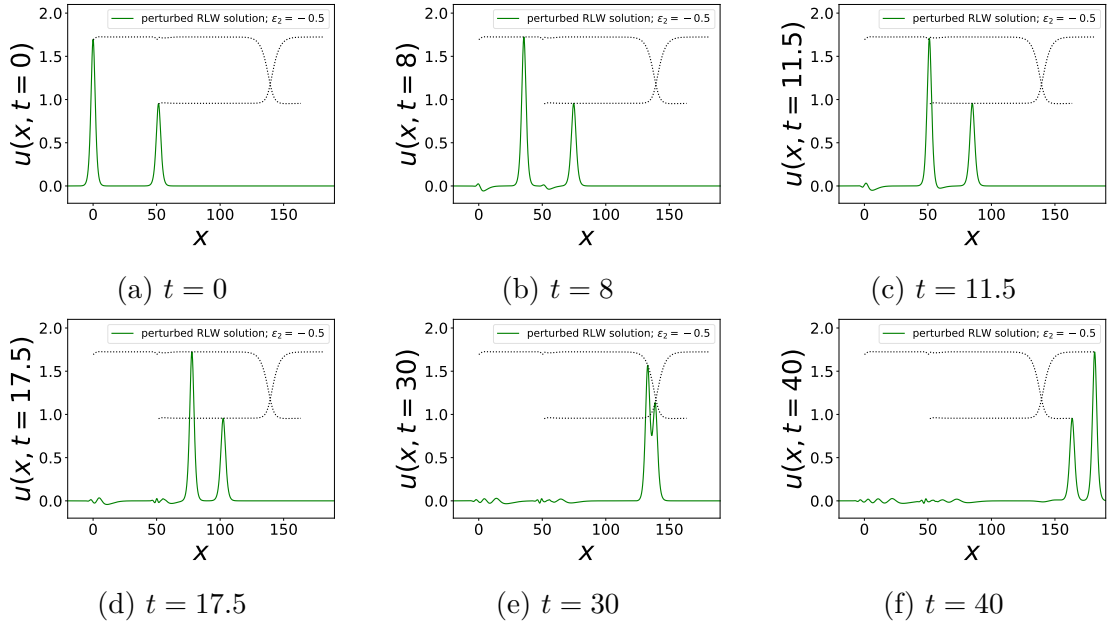 perturbed RLW solution; ε₂ = −0.5
u(x, t = 0)
2.0
1.5
1.0
0.5
0.0
0 50 100 150
x
(a) t = 0
perturbed RLW solution; ε₂ = −0.5
u(x, t = 8)
2.0
1.5
1.0
0.5
0.0
0 50 100 150
x
(b) t = 8
perturbed RLW solution; ε₂ = −0.5
u(x, t = 11.5)
2.0
1.5
1.0
0.5
0.0
0 50 100 150
x
(c) t = 11.5
perturbed RLW solution; ε₂ = −0.5
u(x, t = 17.5)
2.0
1.5
1.0
0.5
0.0
0 50 100 150
x
(d) t = 17.5
perturbed RLW solution; ε₂ = −0.5
u(x, t = 30)
2.0
1.5
1.0
0.5
0.0
0 50 100 150
x
(e) t = 30
perturbed RLW solution; ε₂ = −0.5
u(x, t = 40)
2.0
1.5
1.0
0.5
0.0
0 50 100 150
x
(f) t = 40